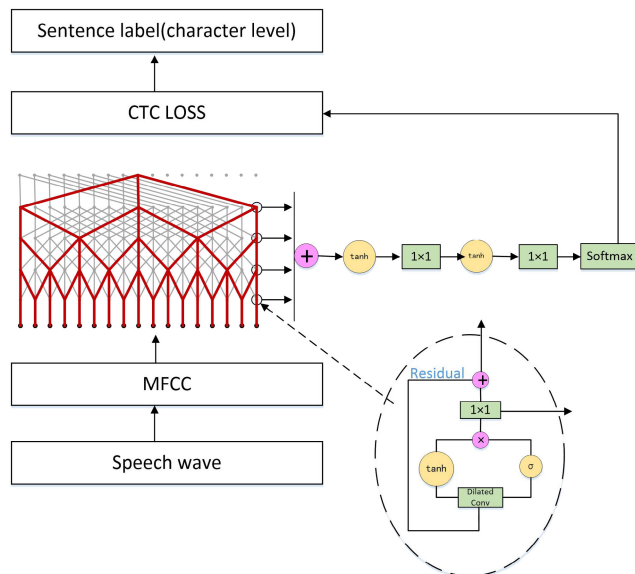 Sentence label(character level)
CTC LOSS
+
tanh
1×1
tanh
1×1
Softmax
MFCC
Speech wave
Residual
+
1×1
×
tanh
σ
Dilated
Conv